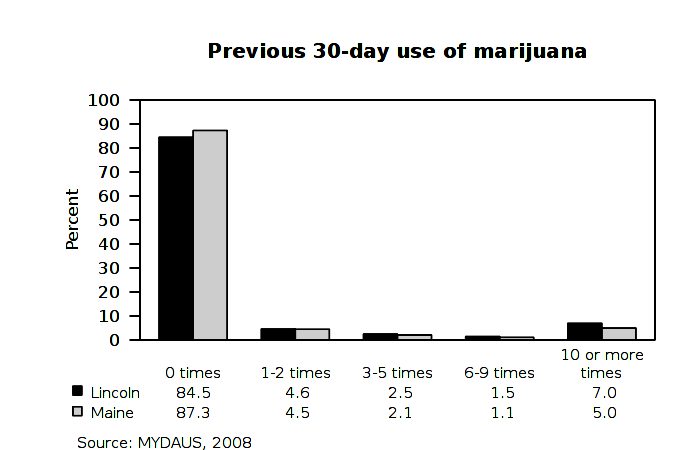 Previous 30-day use of marijuana
Percent
100
90
80
70
60
50
40
30
20
10
0
0 times 1-2 times 3-5 times 6-9 times 10 or more times
Lincoln 84.5 4.6 2.5 1.5 7.0
Maine 87.3 4.5 2.1 1.1 5.0
Source: MYDAUS, 2008